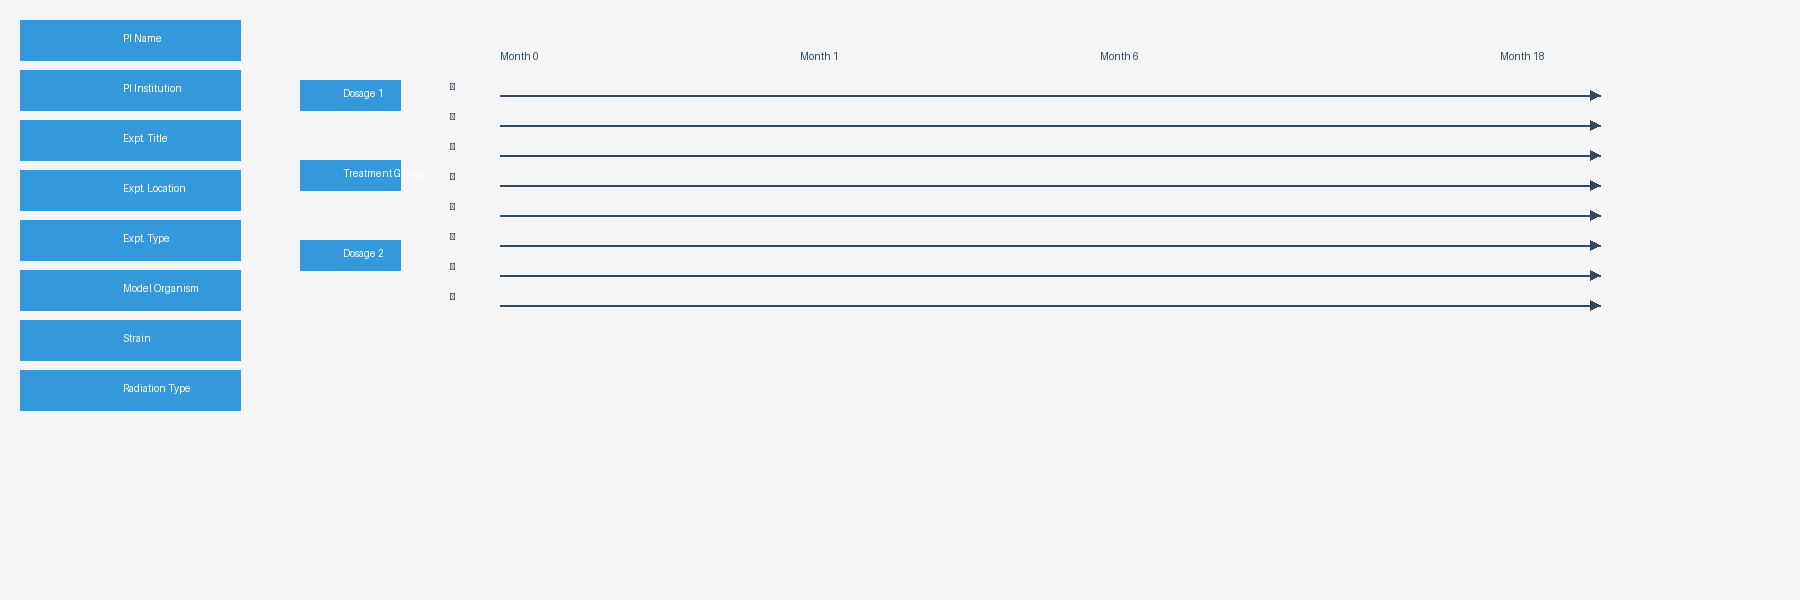 PI Name
PI Institution
Expt. Title
Expt. Location
Expt. Type
Model Organism
Strain
Radiation Type
Month 0 Month 1 Month 6 Month 18
Dosage 1
Treatment Group
Dosage 2